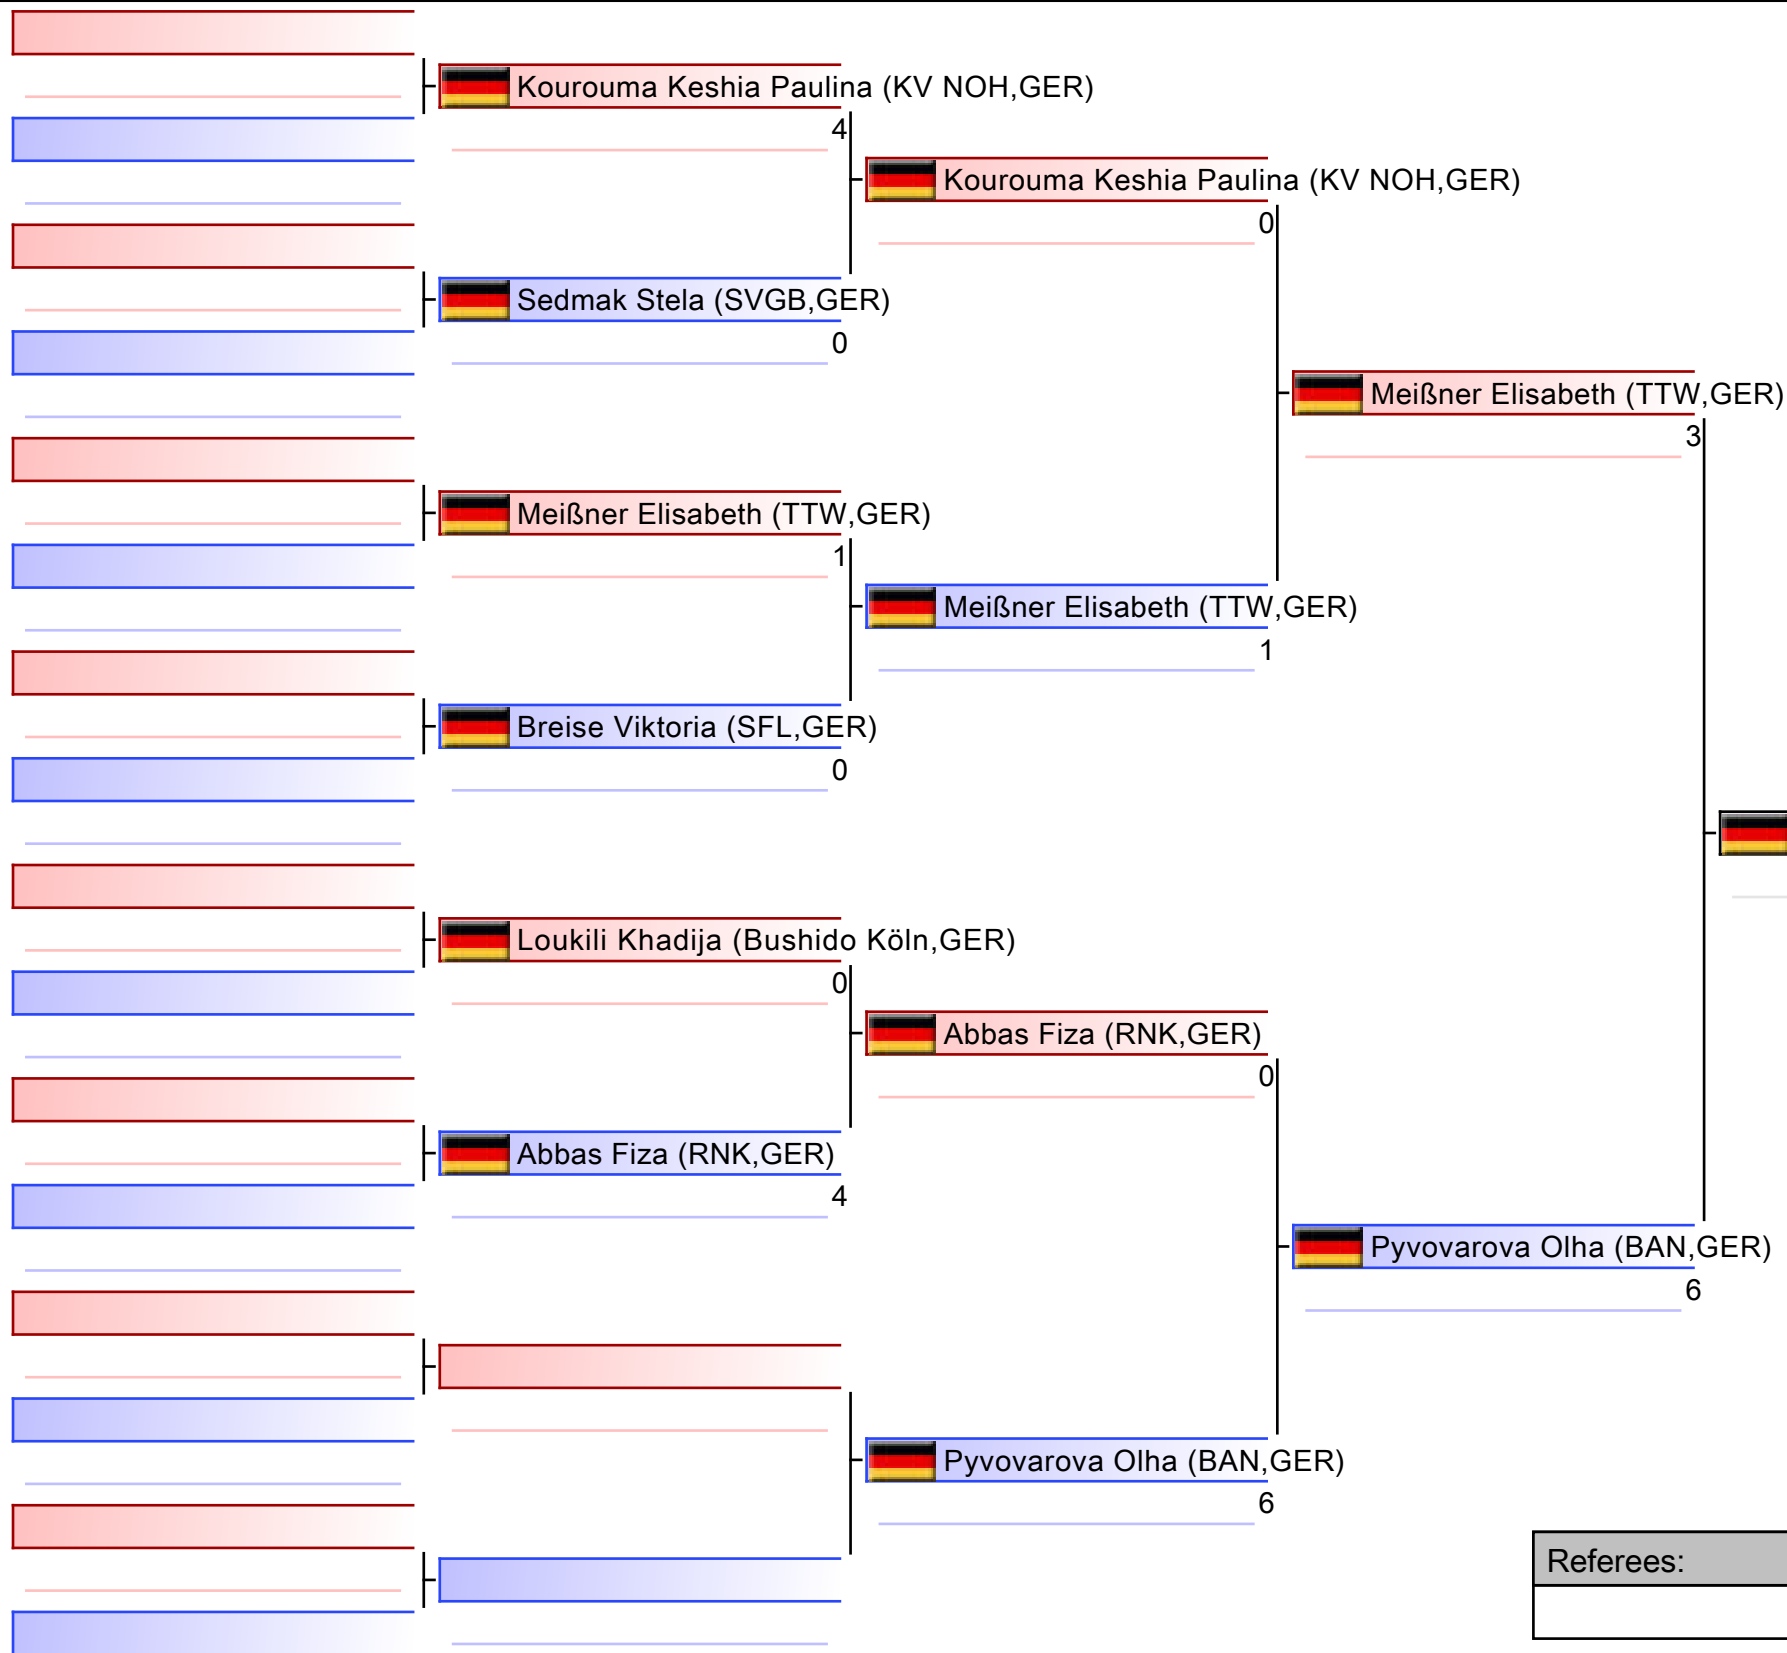 Kourouma Keshia Paulina (KV NOH,GER)
4
Kourouma Keshia Paulina (KV NOH,GER)
0
Sedmak Stela (SVGB,GER)
0
Meißner Elisabeth (TTW,GER)
3
Meißner Elisabeth (TTW,GER)
1
Meißner Elisabeth (TTW,GER)
1
Breise Viktoria (SFL,GER)
0
Loukili Khadija (Bushido Köln,GER)
0
Abbas Fiza (RNK,GER)
0
Abbas Fiza (RNK,GER)
4
Pyvovarova Olha (BAN,GER)
6
Pyvovarova Olha (BAN,GER)
6
Referees: